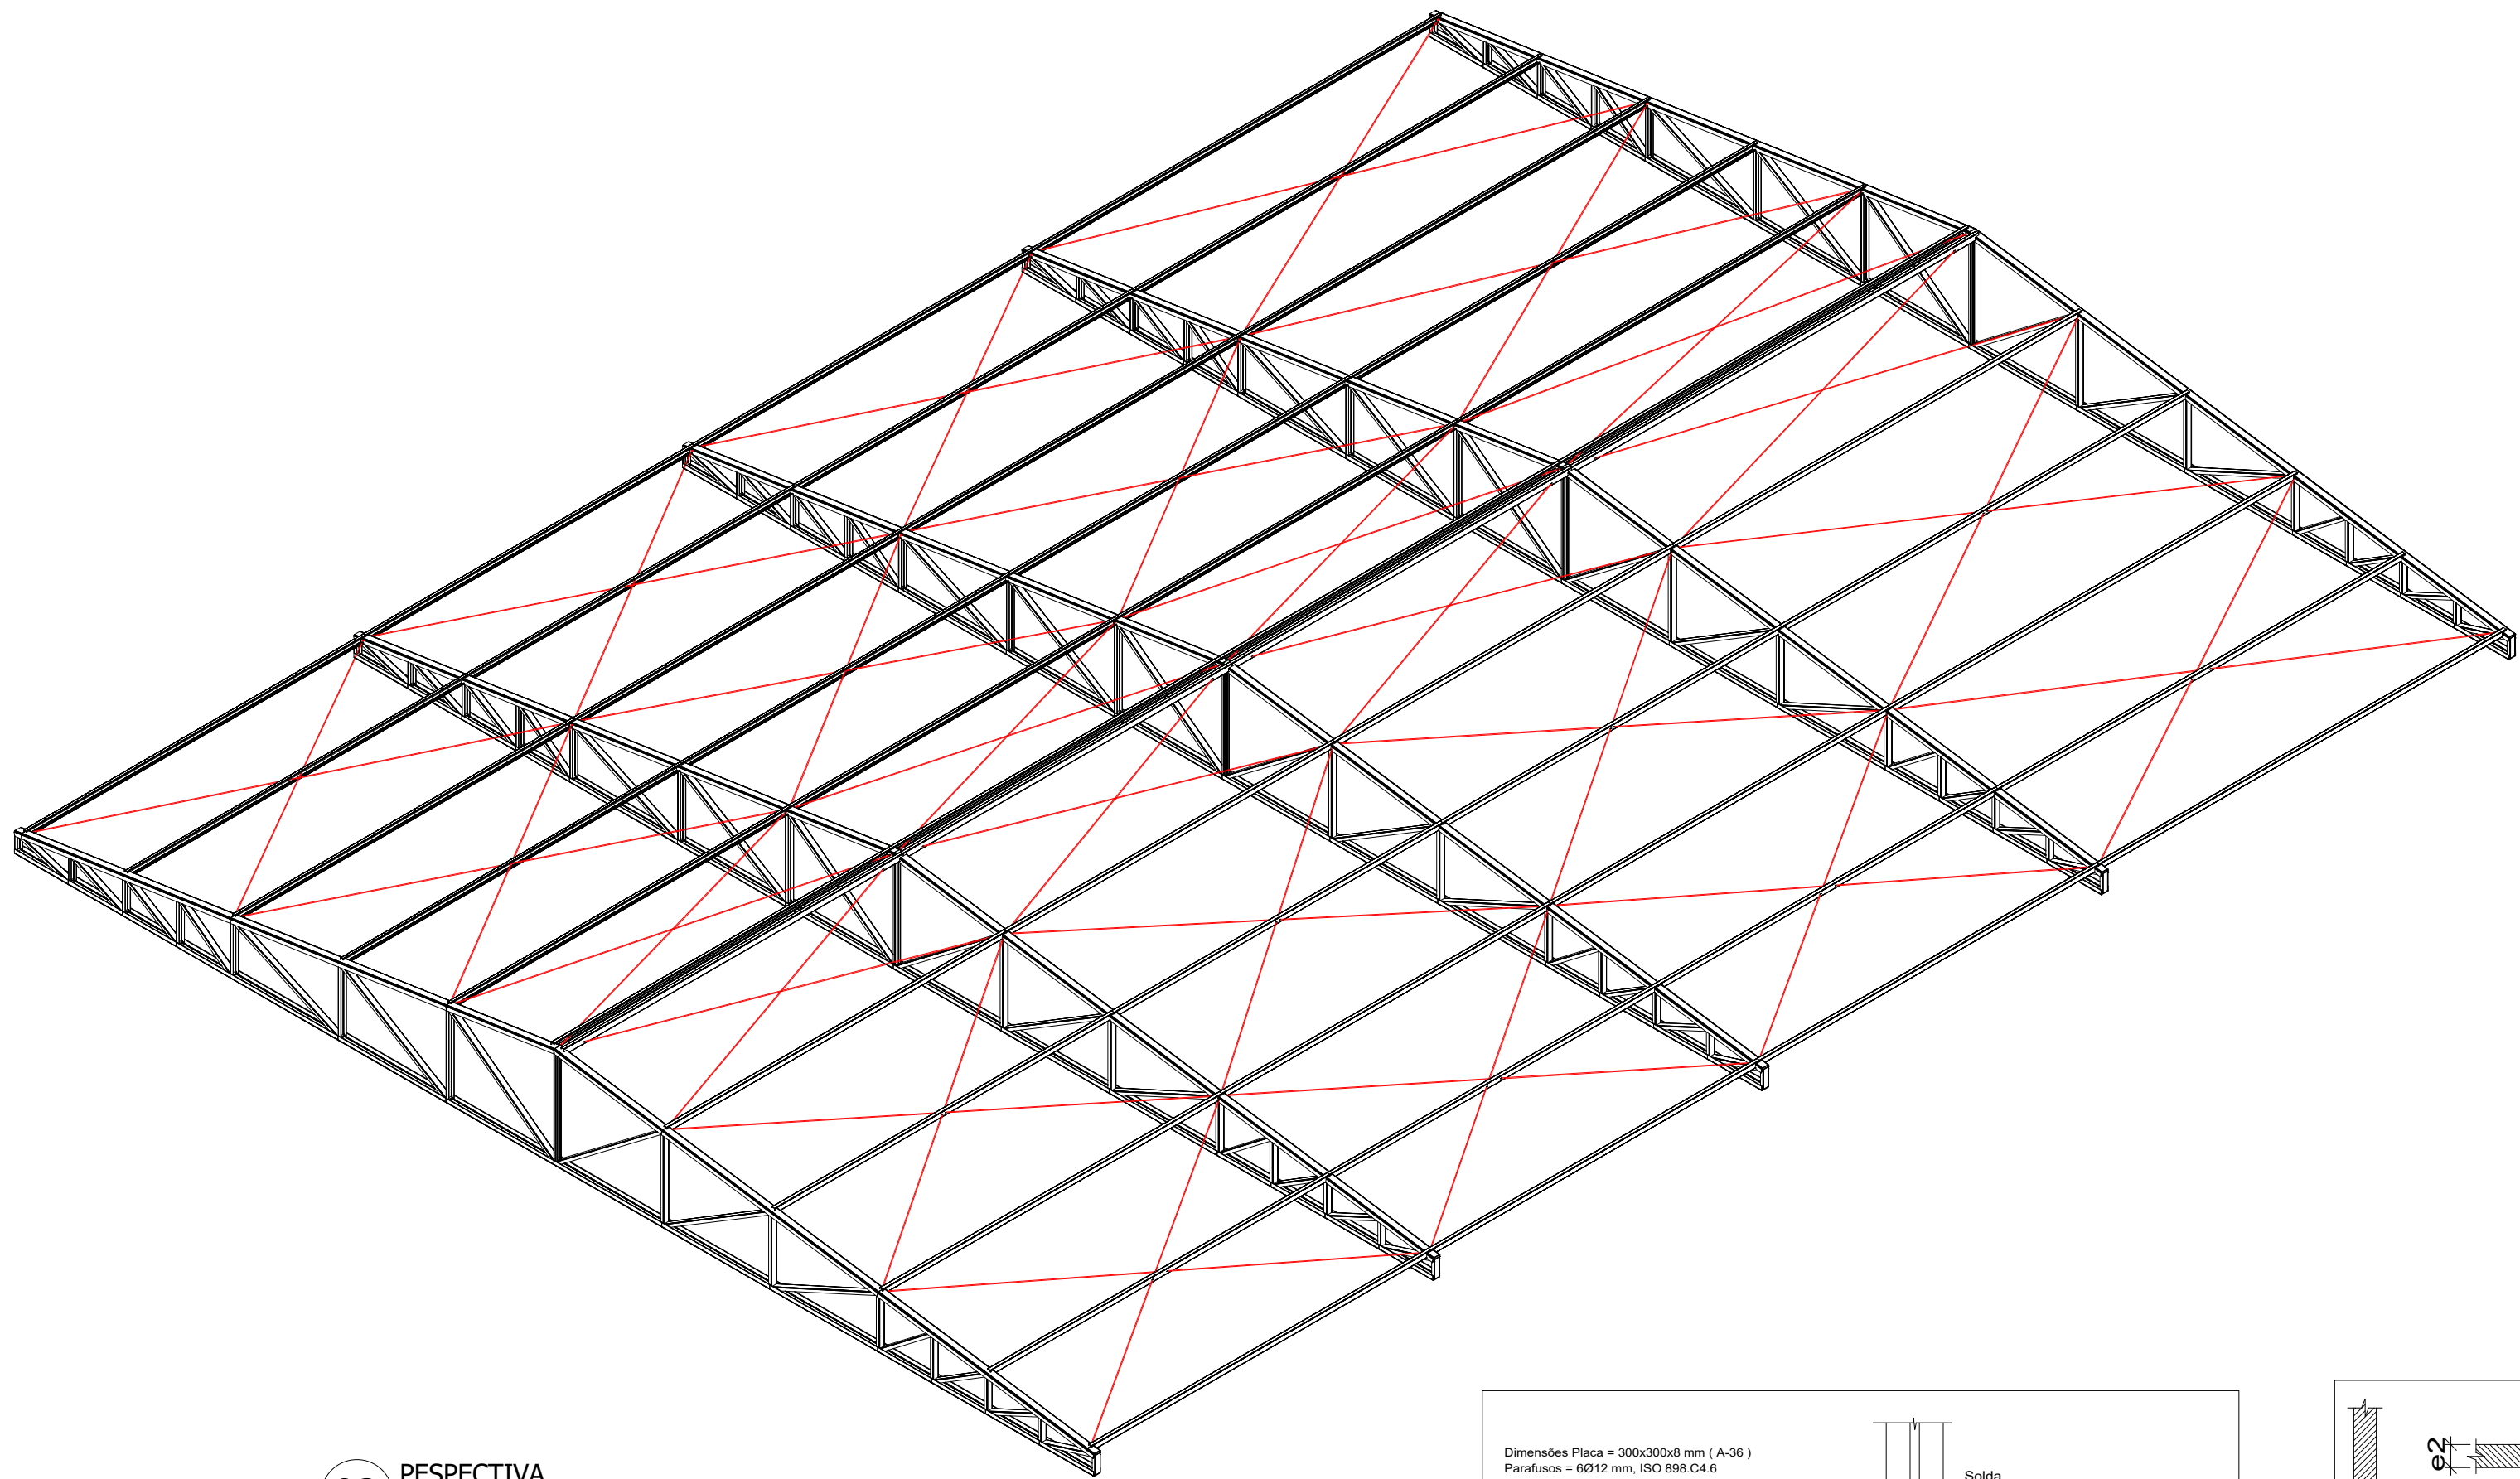 PESPECTIVA
Dimensões Placa = 300x300x8 mm ( A-36 )
Parafusos = 6Ø12 mm, ISO 898.C4.6
Solda
e2